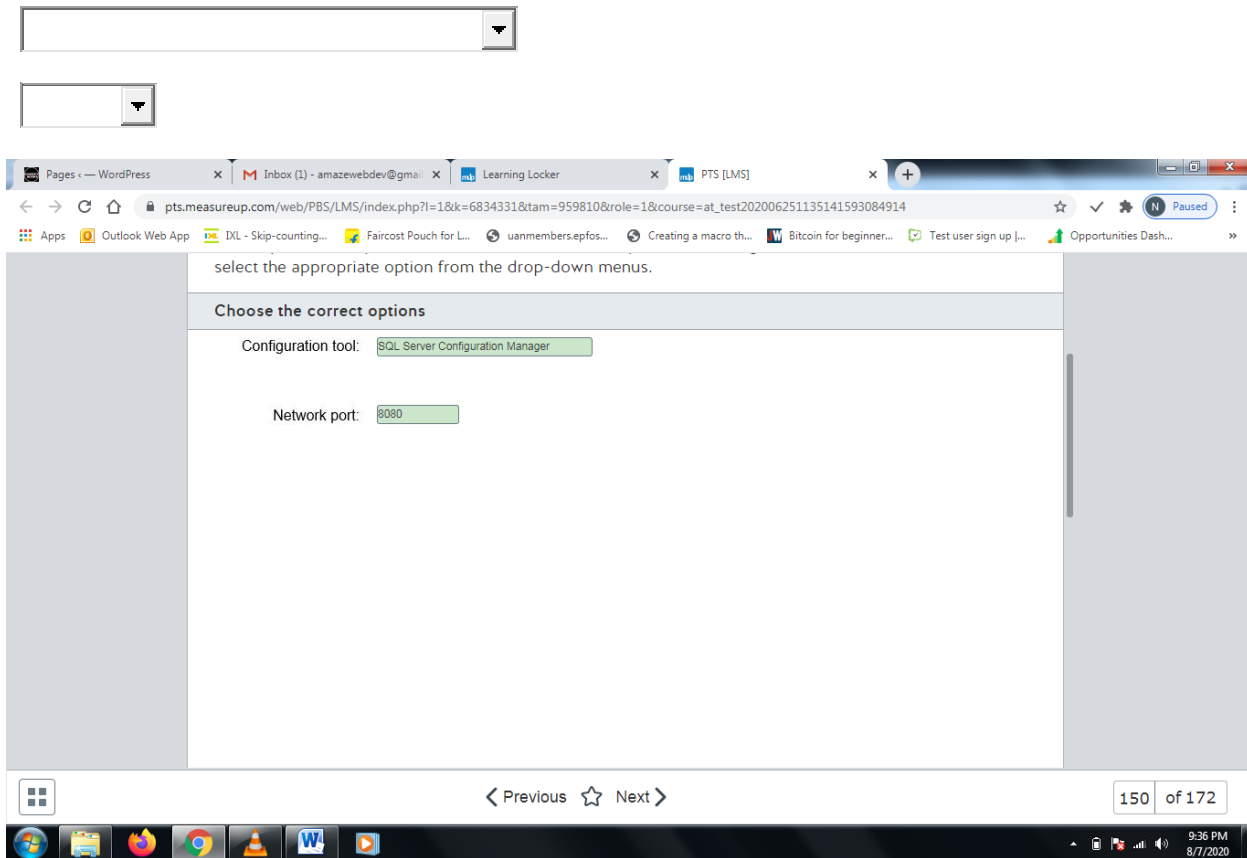 Pages ‹ — WordPress
Inbox (1) - amazewebdev@gmail
Learning Locker
PTS [LMS]
pts.measureup.com/web/PBS/LMS/index.php?l=1&k=6834331&tam=959810&role=1&course=at_test20200625113514159308 4914
Paused
Apps
Outlook Web App
IXL - Skip-counting...
Faircost Pouch for L...
uanmembers.epfos...
Creating a macro th...
Bitcoin for beginner...
Test user sign up |...
Opportunities Dash...
»
select the appropriate option from the drop-down menus.
Choose the correct options
Configuration tool: SQL Server Configuration Manager
Network port: 8080
Previous
Next
150 of 172
9:36 PM
8/7/2020